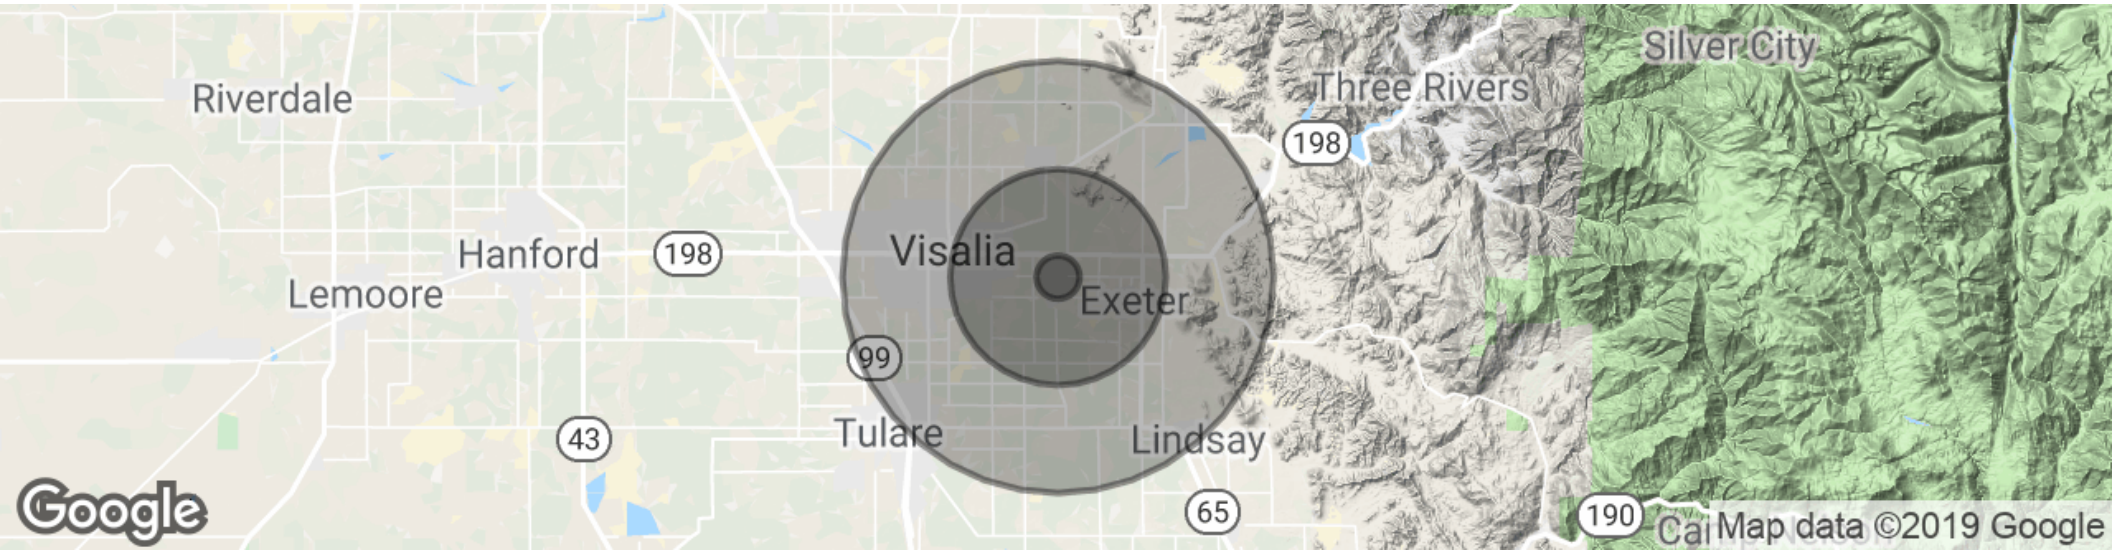 Silver City
Three Rivers
Riverdale
198
Visalia
Hanford
198
Lemoore
Exeter
99
Tulare
Lindsay
43
65
190
Google
Map data ©2019 Google